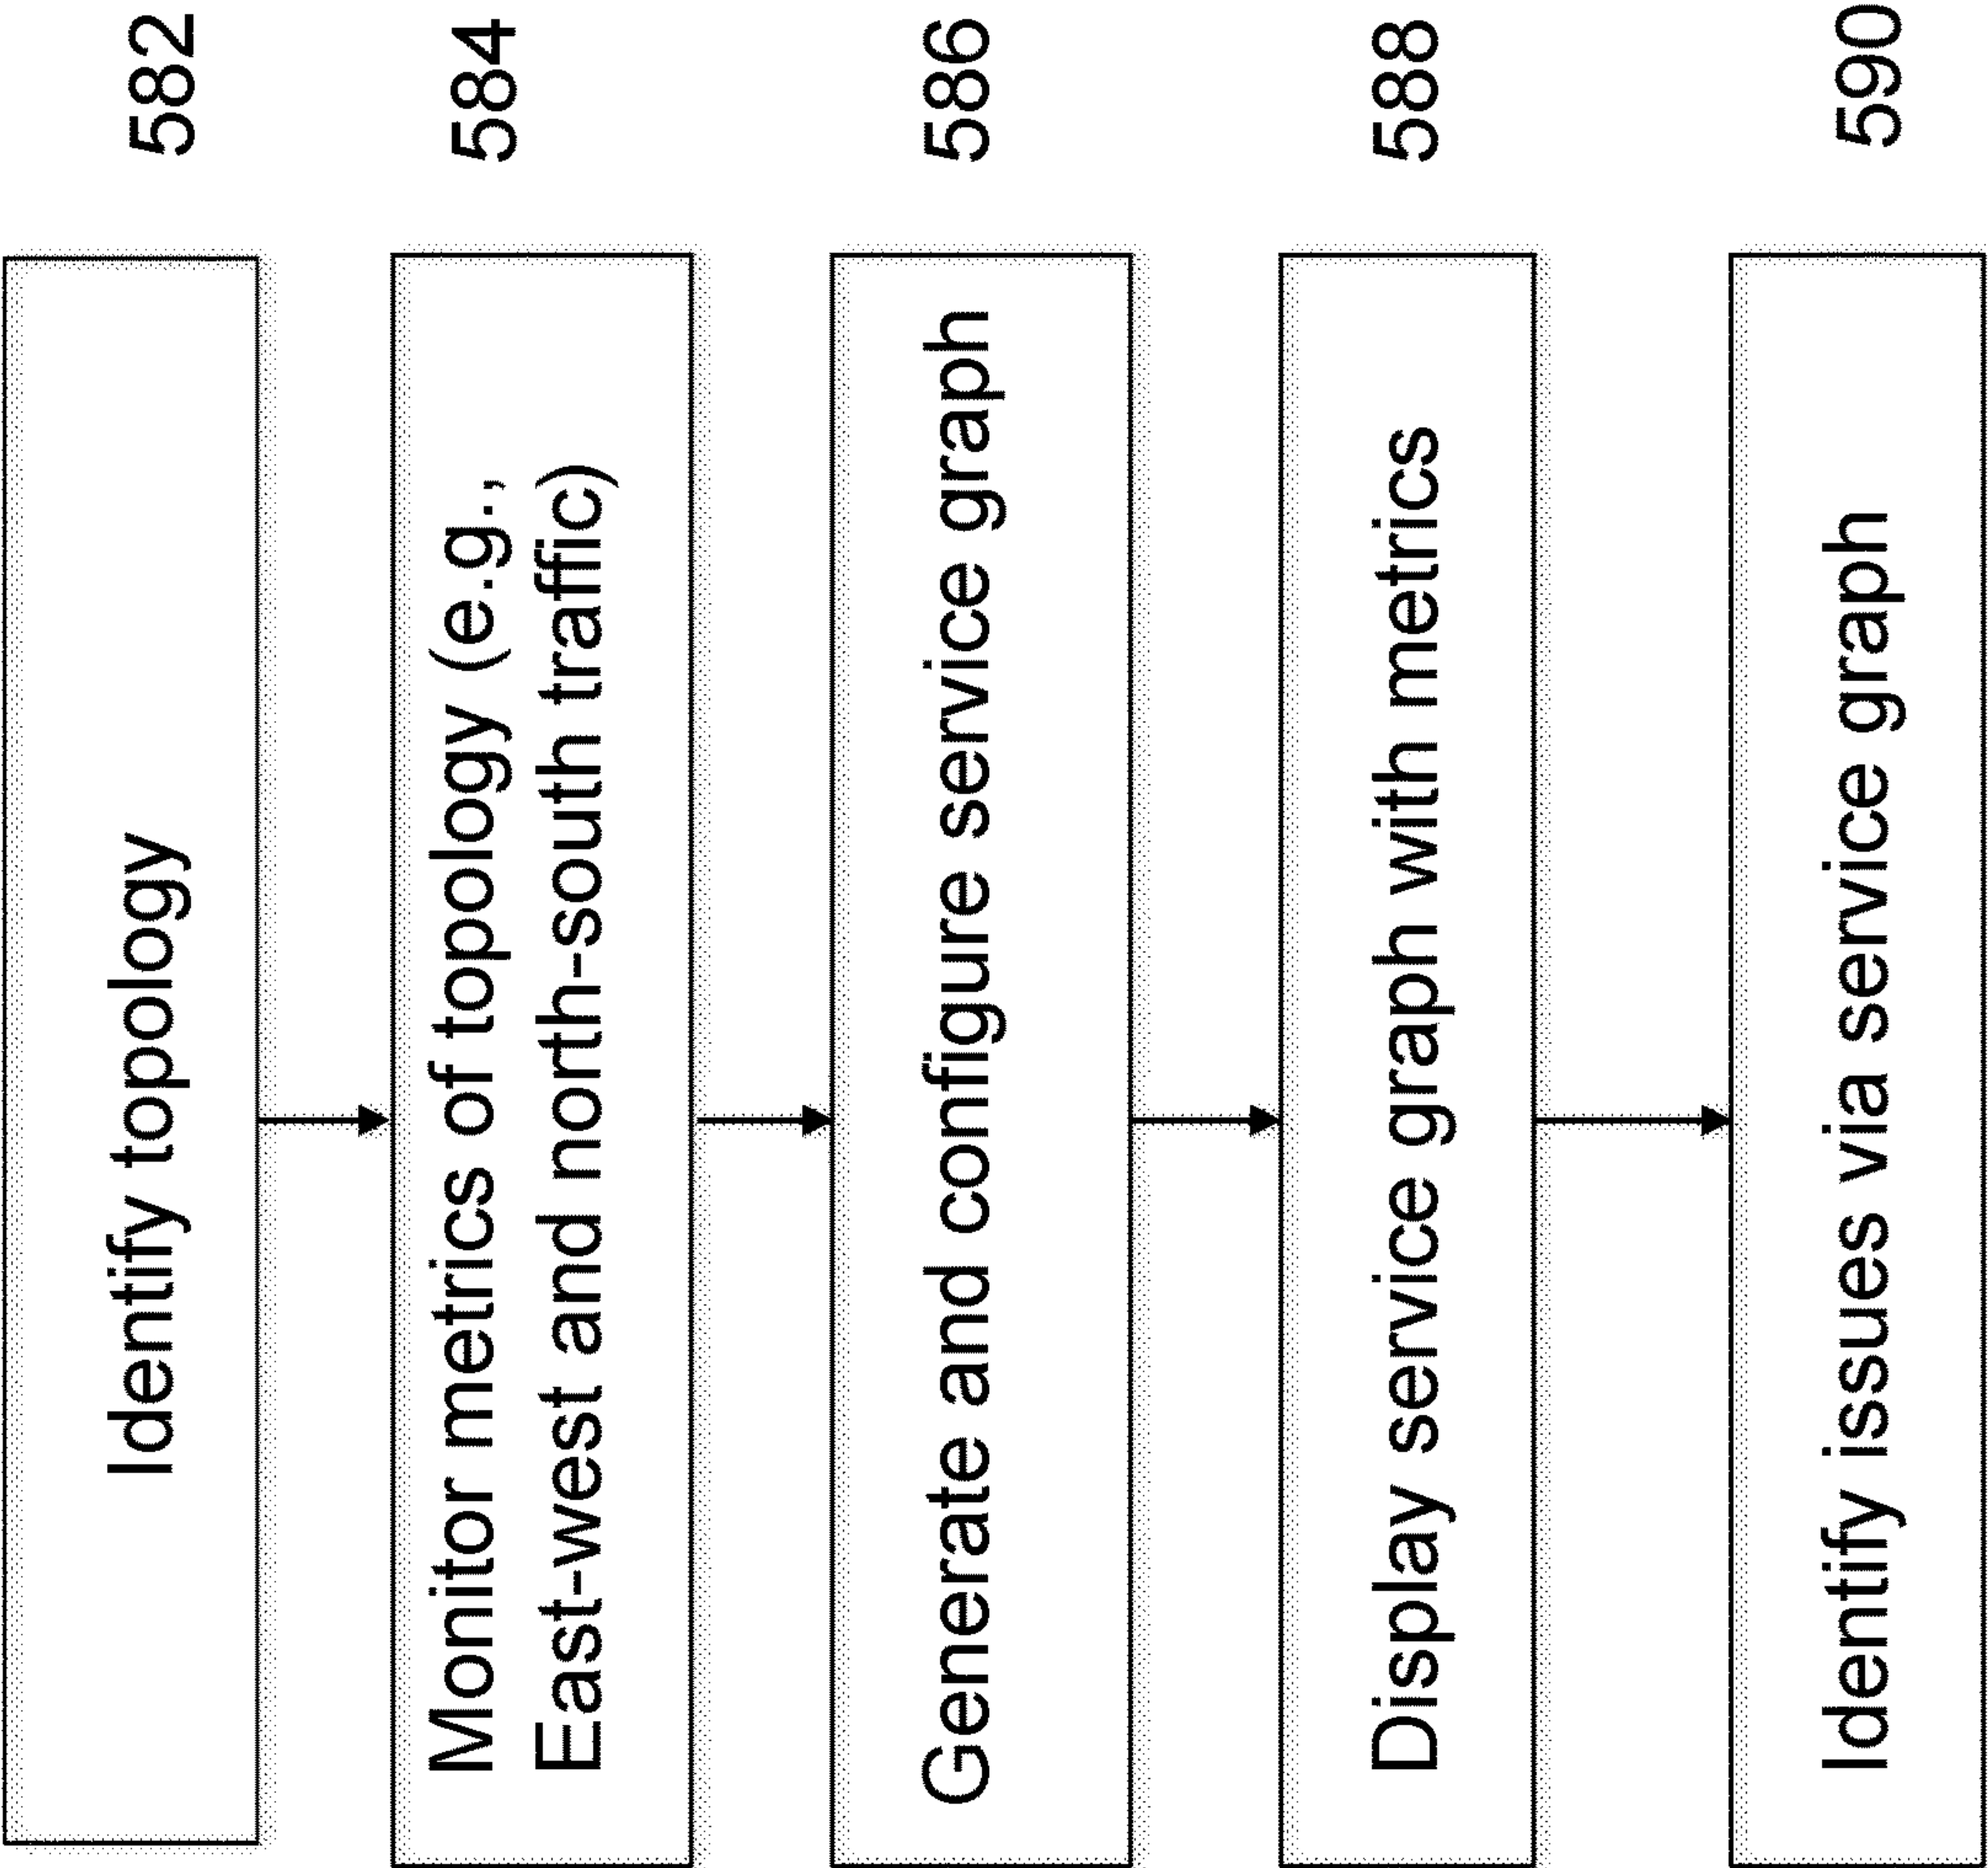 Identify topology
582
Monitor metrics of topology (e.g.,
East-west and north-south traffic)
584
Generate and configure service graph
586
Display service graph with metrics
588
Identify issues via service graph
590